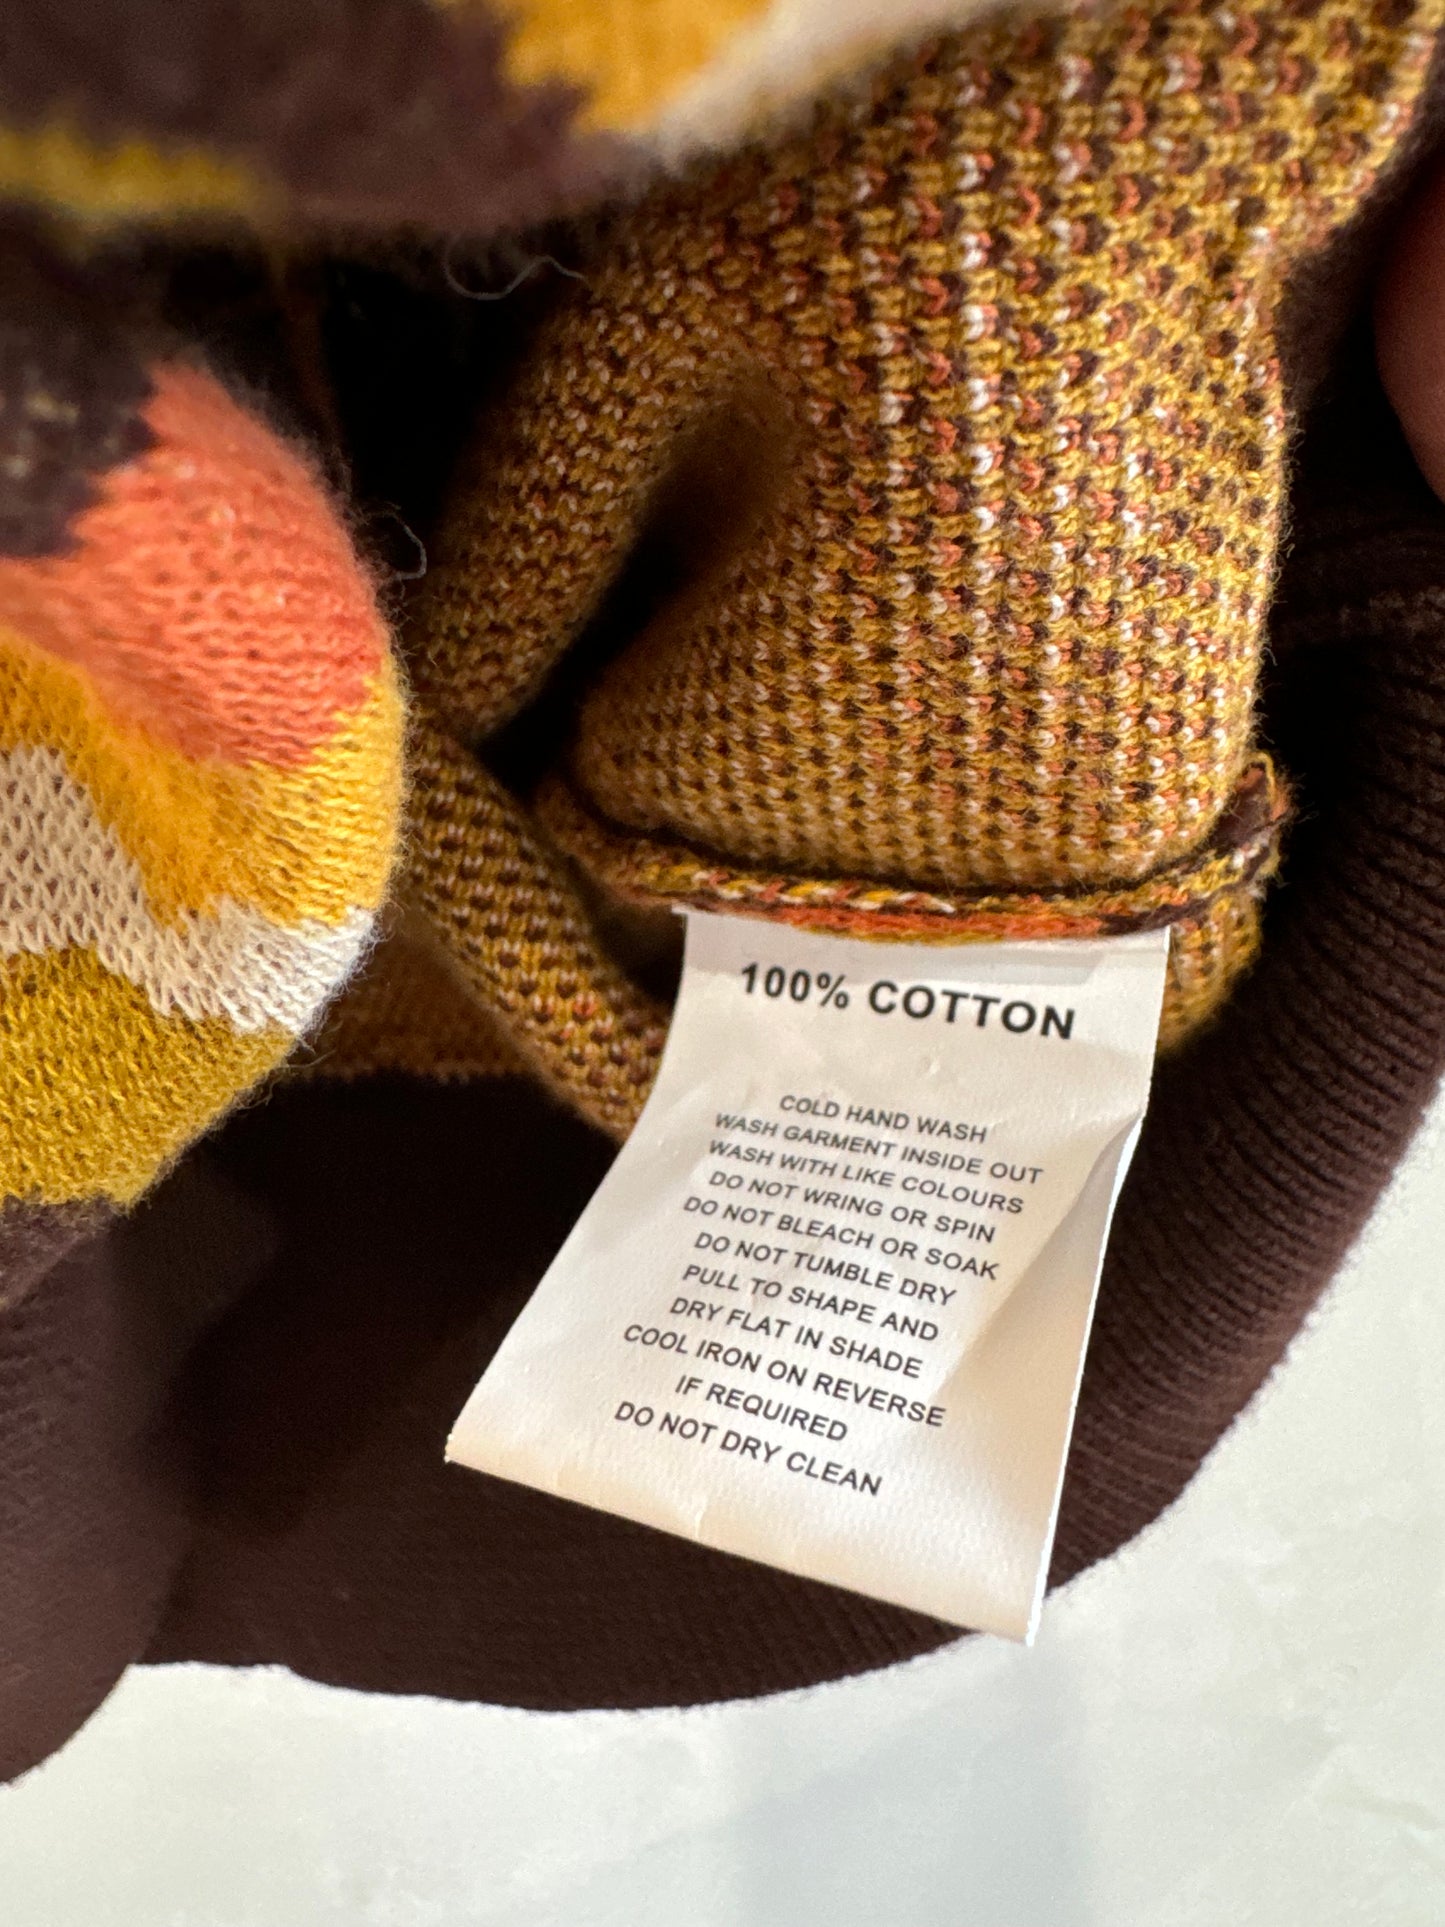 100% COTTON
COLD HAND WASH
WASH GARMENT INSIDE OUT
WASH WITH LIKE COLOURS
DO NOT WRING OR SPIN
DO NOT BLEACH OR SOAK
DO NOT TUMBLE DRY
PULL TO SHAPE AND
DRY FLAT IN SHADE
COOL IRON ON REVERSE
IF REQUIRED
DO NOT DRY CLEAN